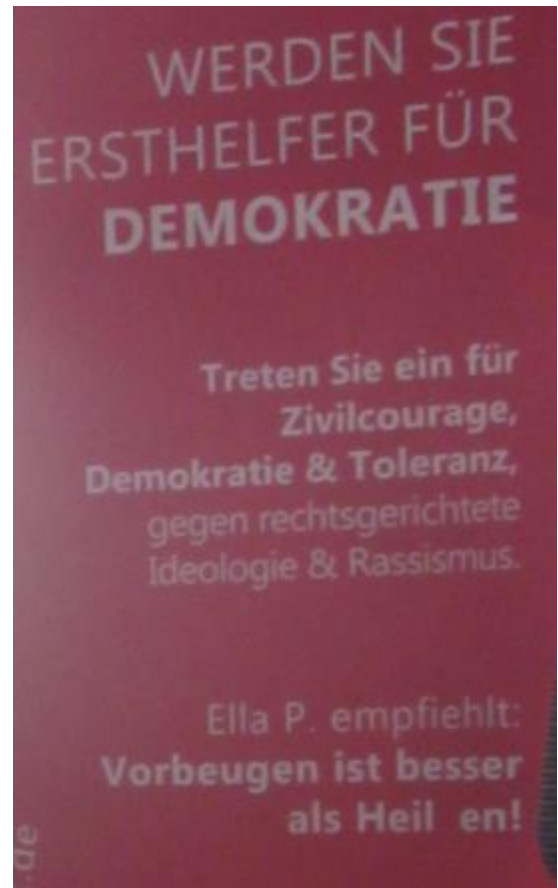 WERDEN SIE
ERSTHELFER FÜR
DEMOKRATIE
Treten Sie ein für
Zivilcourage,
Demokratie & Toleranz,
gegen rechtsgerichtete
Ideologie & Rassismus.
Ella P. empfiehlt:
Vorbeugen ist besser
als Heil en!
.de